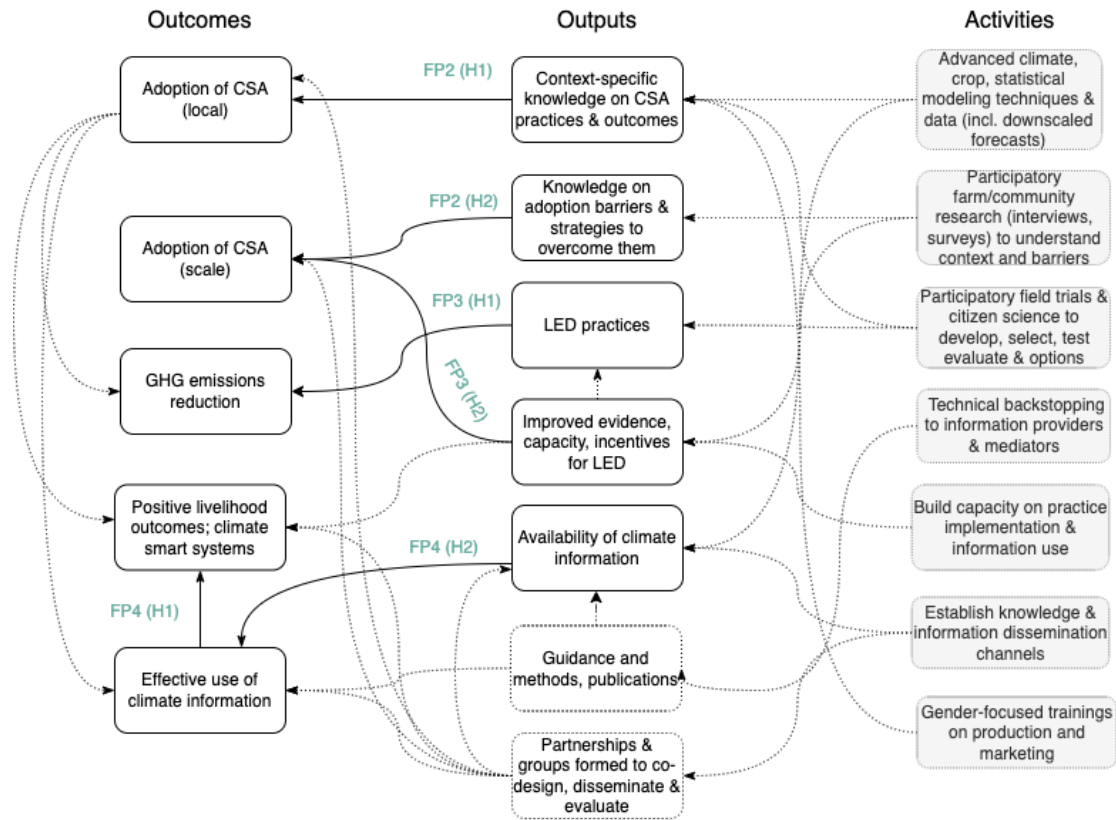 Outcomes
Outputs
Activities
Adoption of CSA
(local)
FP2 (H1)
Context-specific
knowledge on CSA
practices & outcomes
Advanced climate,
crop, statistical
modeling techniques &
data (incl. downscaled
forecasts)
Adoption of CSA
(scale)
FP2 (H2)
Knowledge on
adoption barriers &
strategies to
overcome them
Participatory
farm/community
research (interviews,
surveys) to understand
context and barriers
GHG emissions
reduction
FP3 (H1)
LED practices
Participatory field trials &
citizen science to
develop, select, test
evaluate & options
FP3 (H2)
Improved evidence,
capacity, incentives
for LED
Technical backstopping
to information providers
& mediators
Positive livelihood
outcomes; climate
smart systems
FP4 (H2)
Availability of climate
information
Build capacity on practice
implementation &
information use
FP4 (H1)
Effective use of
climate information
Guidance and
methods, publications
Establish knowledge &
information dissemination
channels
Partnerships &
groups formed to co-
design, disseminate &
evaluate
Gender-focused trainings
on production and
marketing